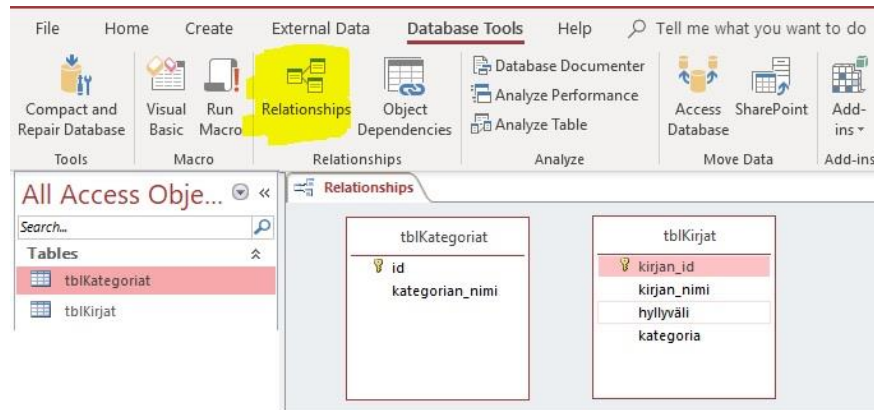 File Home Create External Data Database Tools Help Tell me what you want to do
Compact and Repair Database
Visual Basic
Run Macro
Relationships
Object Dependencies
Database Documenter
Analyze Performance
Analyze Table
Access Database
SharePoint
Add-ins
Tools Macro Relationships Analyze Move Data Add-ins
All Access Obje... «
Relationships
Search...
Tables
tblKategoriat
tblKirjat
tblKategoriat
id
kategorian_nimi
tblKirjat
kirjan_id
kirjan_nimi
hyllyväli
kategoria